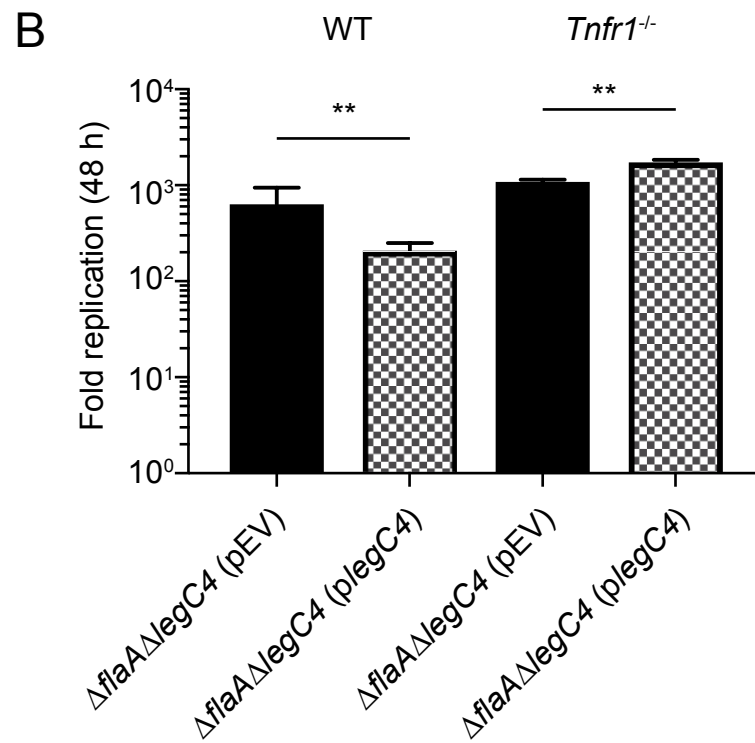 B
WT
Tnfr1-/-
Fold replication (48 h)
10⁴
**
**
10³
10²
10¹
10⁰
ΔflaAΔlegC4 (pEV)
ΔflaAΔlegC4 (plegC4)
ΔflaAΔlegC4 (pEV)
ΔflaAΔlegC4 (plegC4)